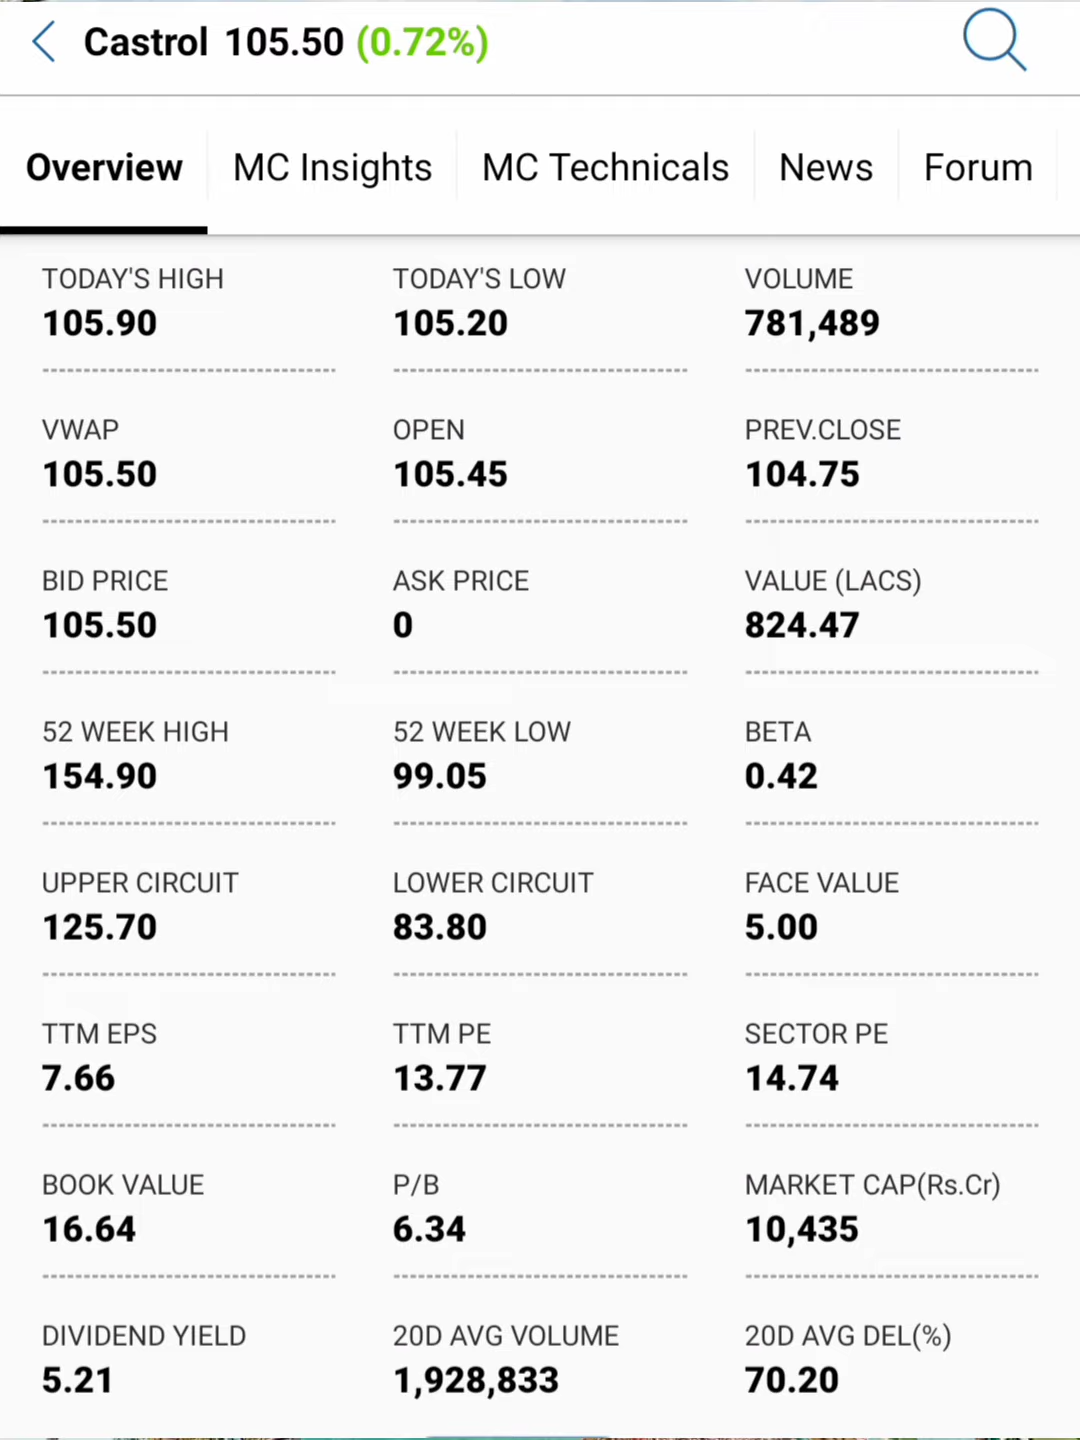 Castrol 105.50 (0.72%)
Overview MC Insights MC Technicals News Forum
TODAY'S HIGH TODAY'S LOW VOLUME
105.90 105.20 781,489
VWAP OPEN PREV.CLOSE
105.50 105.45 104.75
BID PRICE ASK PRICE VALUE (LACS)
105.50 0 824.47
52 WEEK HIGH 52 WEEK LOW BETA
154.90 99.05 0.42
UPPER CIRCUIT LOWER CIRCUIT FACE VALUE
125.70 83.80 5.00
TTM EPS TTM PE SECTOR PE
7.66 13.77 14.74
BOOK VALUE P/B MARKET CAP(Rs.Cr)
16.64 6.34 10,435
DIVIDEND YIELD 20D AVG VOLUME 20D AVG DEL(%)
5.21 1,928,833 70.20